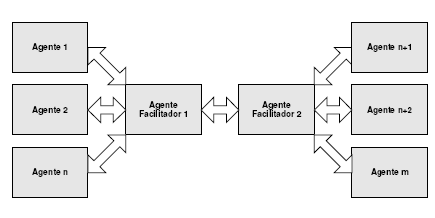 Agente 1
Agente n+1
Agente 2
Agente
Facilitador 1
Agente
Facilitador 2
Agente n+2
Agente n
Agente m